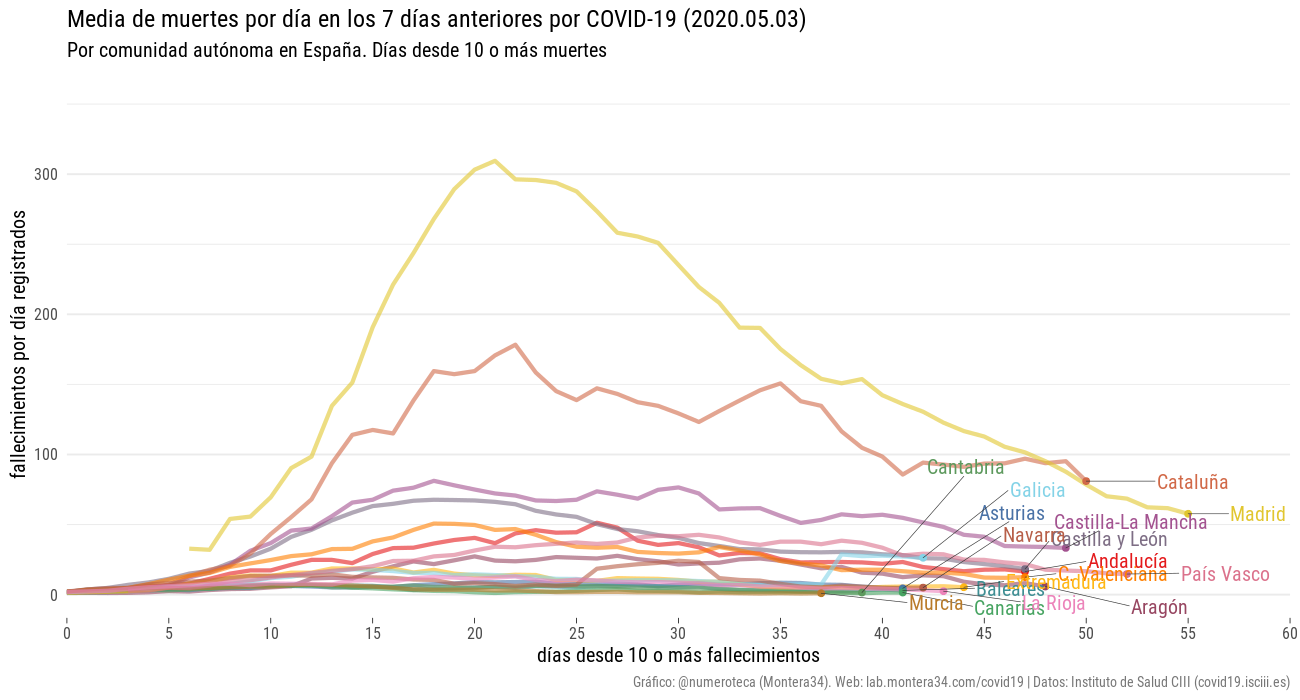 Media de muertes por día en los 7 días anteriores por COVID-19 (2020.05.03)
Por comunidad autónoma en España. Días desde 10 o más muertes
fallecimientos por día registrados
300
200
100
0
Cantabria
Galicia
Asturias
Navarra
Castilla-La Mancha
Castilla y León
Cataluña
Madrid
Andalucía
C. Valenciana
País Vasco
Extremadura
Baleares
Murcia
Canarias
La Rioja
Aragón
0 5 10 15 20 25 30 35 40 45 50 55 60
días desde 10 o más fallecimientos
Gráfico: @numeroteca (Montera34). Web: lab.montera34.com/covid19 | Datos: Instituto de Salud CIII (covid19.isciii.es)